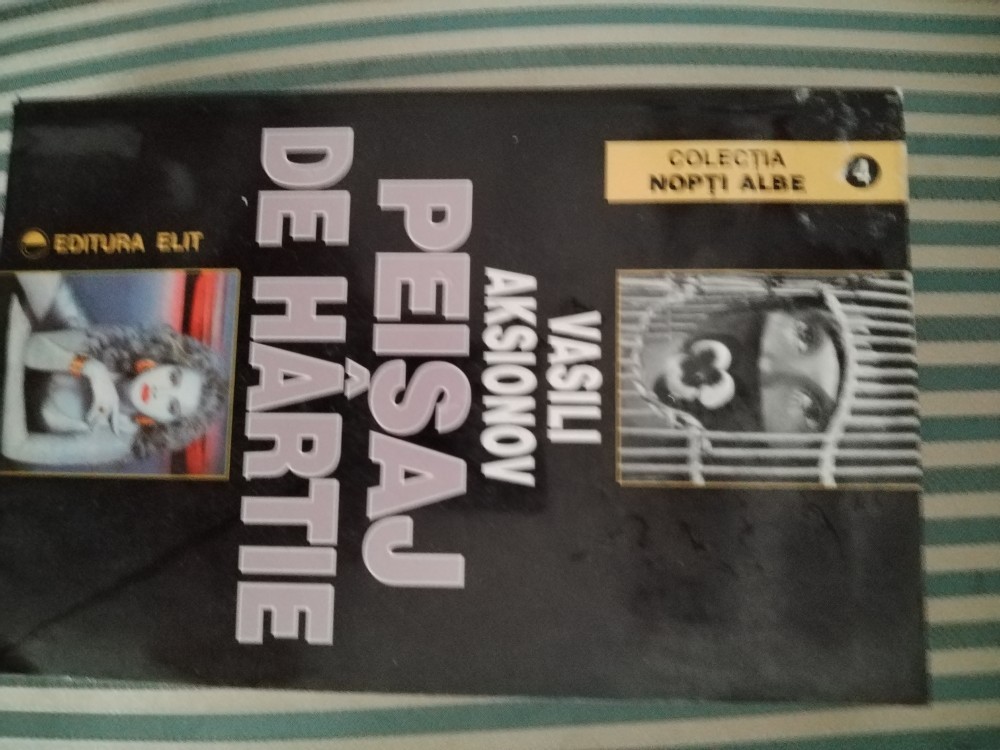 COLECȚIA
NOPȚI ALBE
4
VASILI
AKSIONOV
PEISAJ
DE HÂRTIE
EDITURA ELIT